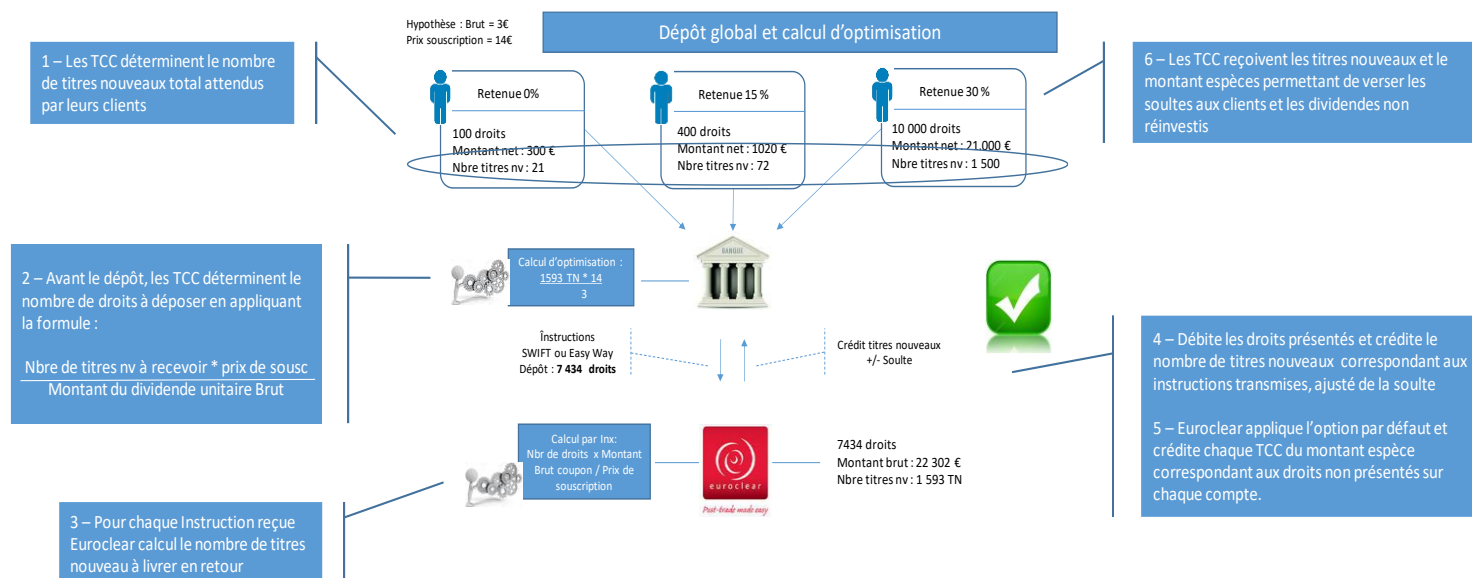 Hypothèse : Brut = 3€
Prix souscription = 14€
Dépôt global et calcul d’optimisation
1 – Les TCC déterminent le nombre
de titres nouveaux total attendus
par leurs clients
Retenue 0%
100 droits
Montant net : 300 €
Nbre titres nv : 21
Retenue 15 %
400 droits
Montant net : 1020 €
Nbre titres nv : 72
Retenue 30 %
10 000 droits
Montant net : 21.000 €
Nbre titres nv : 1 500
6 – Les TCC reçoivent les titres nouveaux et le
montant espèces permettant de verser les
soultes aux clients et les dividendes non
réinvestis
2 – Avant le dépôt, les TCC déterminent le
nombre de droits à déposer en appliquant
la formule :
Nbre de titres nv à recevoir * prix de sousc
Montant du dividende unitaire Brut
Calcul d’optimisation :
1593 TN * 14
3
BANQUE
Înstructions
SWIFT ou Easy Way
Dépôt : 7 434 droits
Crédit titres nouveaux
+/- Soulte
4 – Débite les droits présentés et crédite le
nombre de titres nouveaux correspondant aux
instructions transmises, ajusté de la soulte
5 – Euroclear applique l’option par défaut et
crédite chaque TCC du montant espèce
correspondant aux droits non présentés sur
chaque compte.
Calcul par Inx:
Nbr de droits x Montant
Brut coupon / Prix de
souscription
euroclear
Post-trade made easy
7434 droits
Montant brut : 22 302 €
Nbre titres nv : 1 593 TN
3 – Pour chaque Instruction reçue
Euroclear calcul le nombre de titres
nouveau à livrer en retour